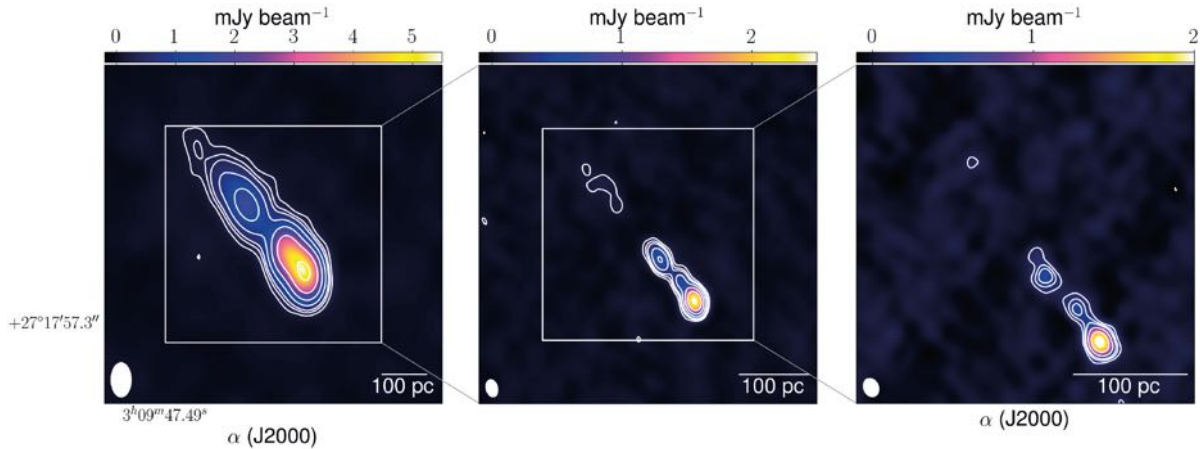 mJy beam⁻¹
0 1 2 3 4 5
mJy beam⁻¹
0 1 2
mJy beam⁻¹
0 1 2
+27°17′57.3″
100 pc
100 pc
100 pc
3ʰ09ᵐ47.49ˢ
α (J2000)
α (J2000)